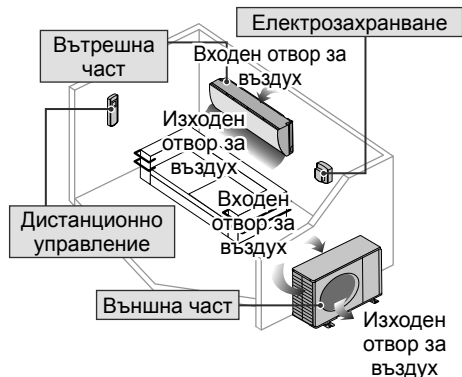 Електрозахранване
Вътрешна
част
Входен отвор за
въздух
Изходен
отвор за
въздух
Входен
отвор за
въздух
Дистанционно
управление
Външна част
Изходен
отвор за
въздух